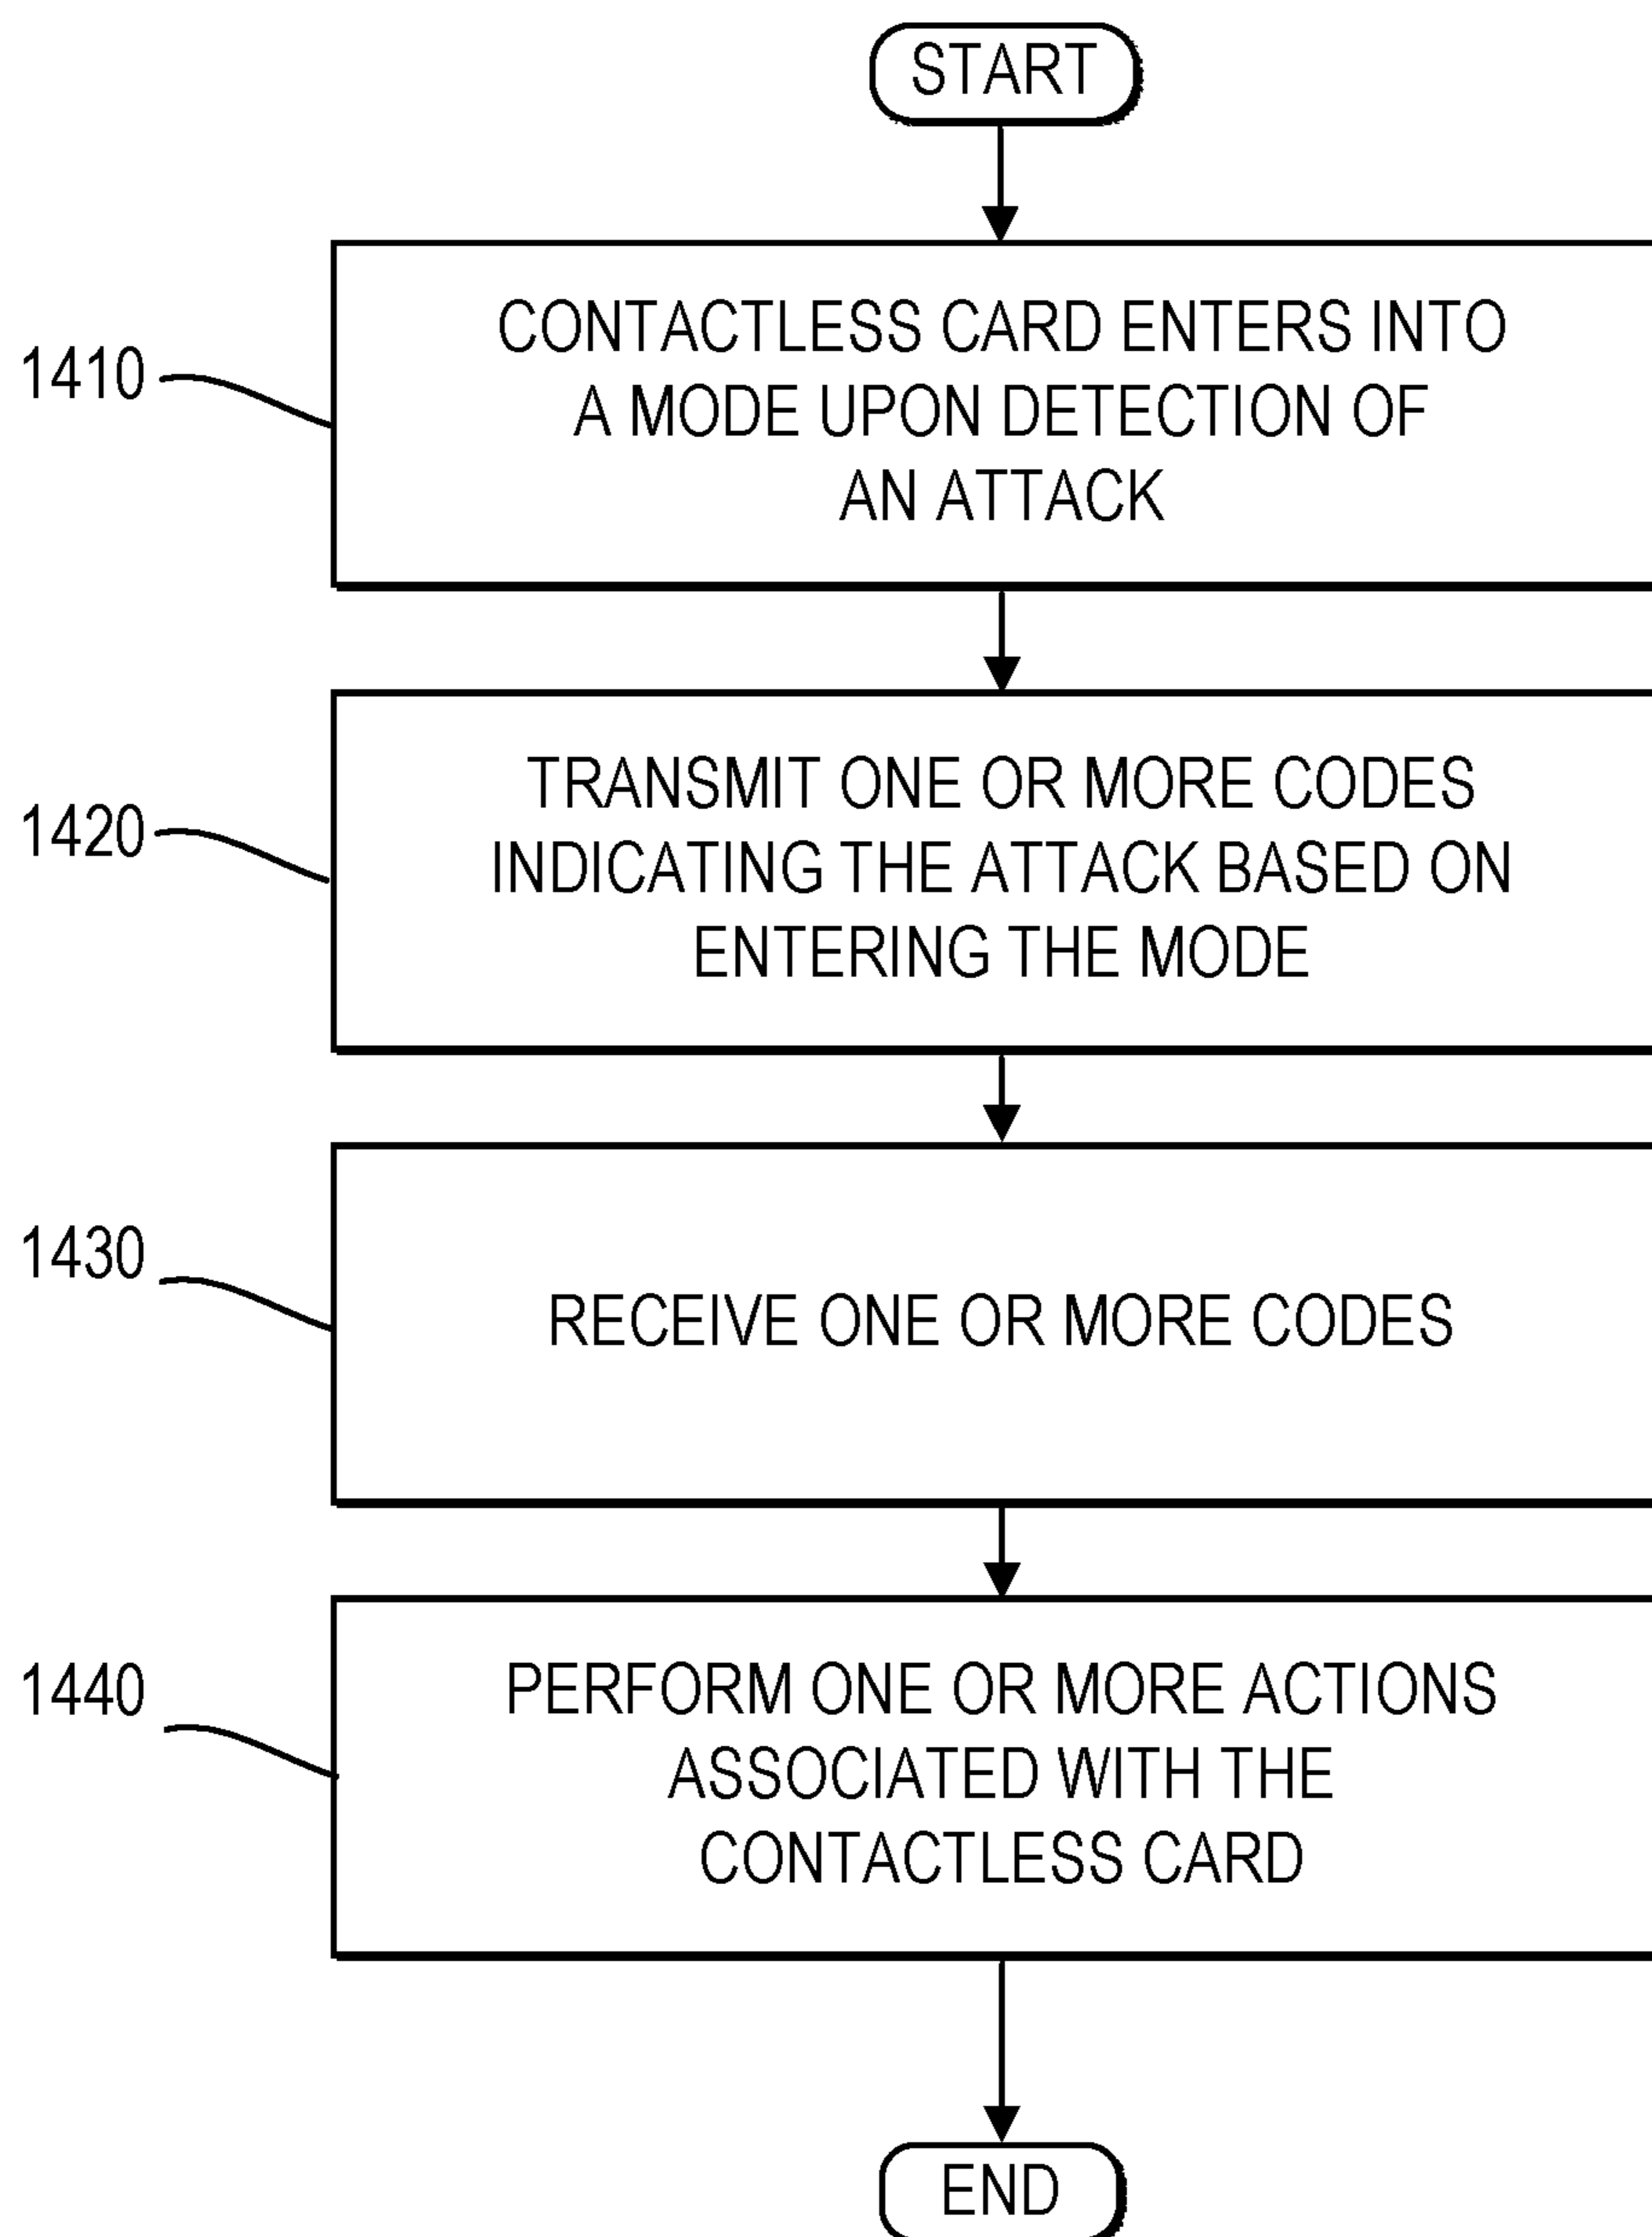 START
1410
CONTACTLESS CARD ENTERS INTO
A MODE UPON DETECTION OF
AN ATTACK
1420
TRANSMIT ONE OR MORE CODES
INDICATING THE ATTACK BASED ON
ENTERING THE MODE
1430
RECEIVE ONE OR MORE CODES
1440
PERFORM ONE OR MORE ACTIONS
ASSOCIATED WITH THE
CONTACTLESS CARD
END